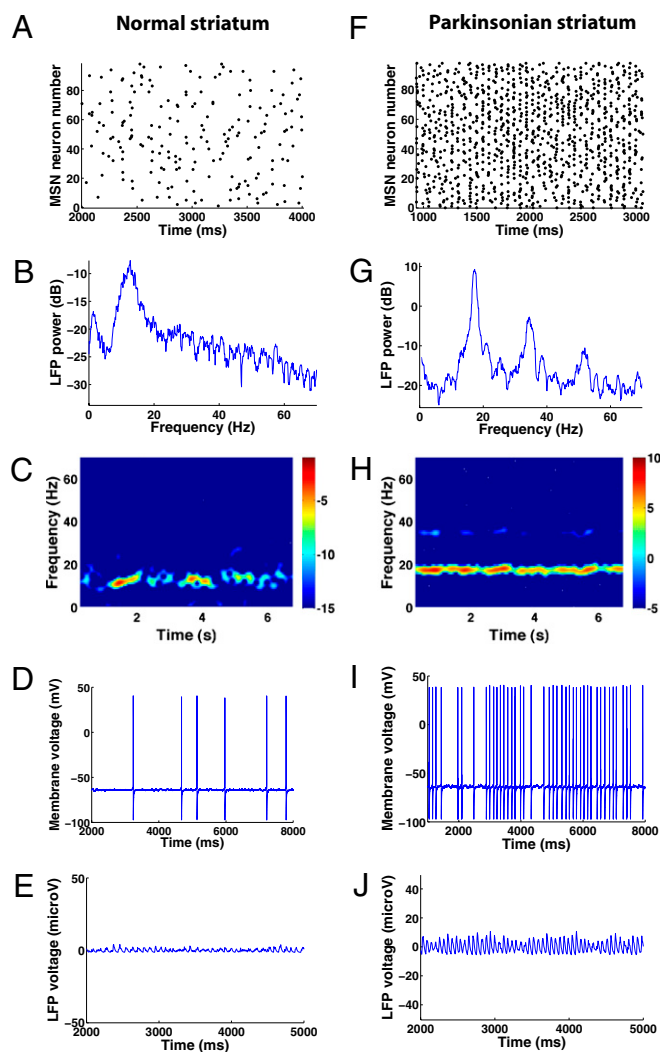 Normal striatum
Parkinsonian striatum
A
MSN neuron number
80
60
40
20
0
2000 2500 3000 3500 4000
Time (ms)
F
MSN neuron number
80
60
40
20
0
1000 1500 2000 2500 3000
Time (ms)
B
LFP power (dB)
−10
−15
−20
−25
−30
0 20 40 60
Frequency (Hz)
G
LFP power (dB)
10
0
−10
−20
0 20 40 60
Frequency (Hz)
C
Frequency (Hz)
60
40
20
0
2 4 6
Time (s)
-5
-10
-15
H
Frequency (Hz)
60
40
20
0
2 4 6
Time (s)
10
5
0
-5
D
Membrane voltage (mV)
50
0
−50
−100
2000 4000 6000 8000
Time (ms)
I
Membrane voltage (mV)
50
0
−50
−100
2000 4000 6000 8000
Time (ms)
E
LFP voltage (microV)
50
0
−50
2000 3000 4000 5000
Time (ms)
J
LFP voltage (microV)
40
20
0
−20
−40
2000 3000 4000 5000
Time (ms)